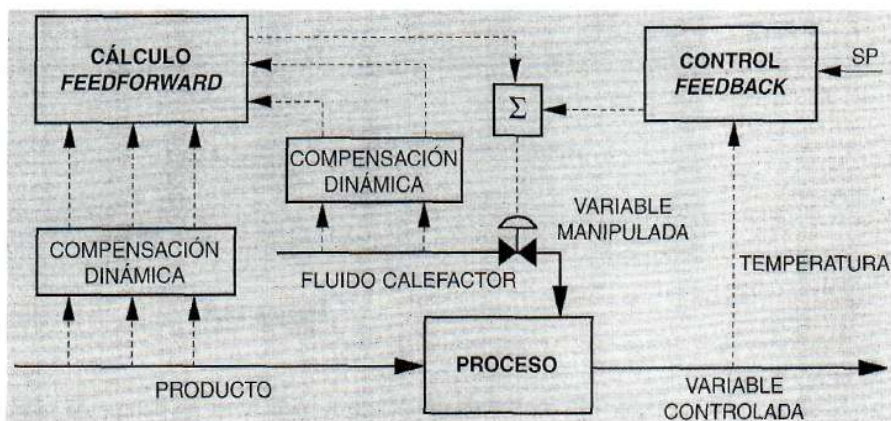 CÁLCULO
FEEDFORWARD
CONTROL
FEEDBACK
SP
Σ
COMPENSACIÓN
DINÁMICA
VARIABLE
MANIPULADA
COMPENSACIÓN
DINÁMICA
FLUIDO CALEFACTOR
TEMPERATURA
PROCESO
PRODUCTO
VARIABLE
CONTROLADA